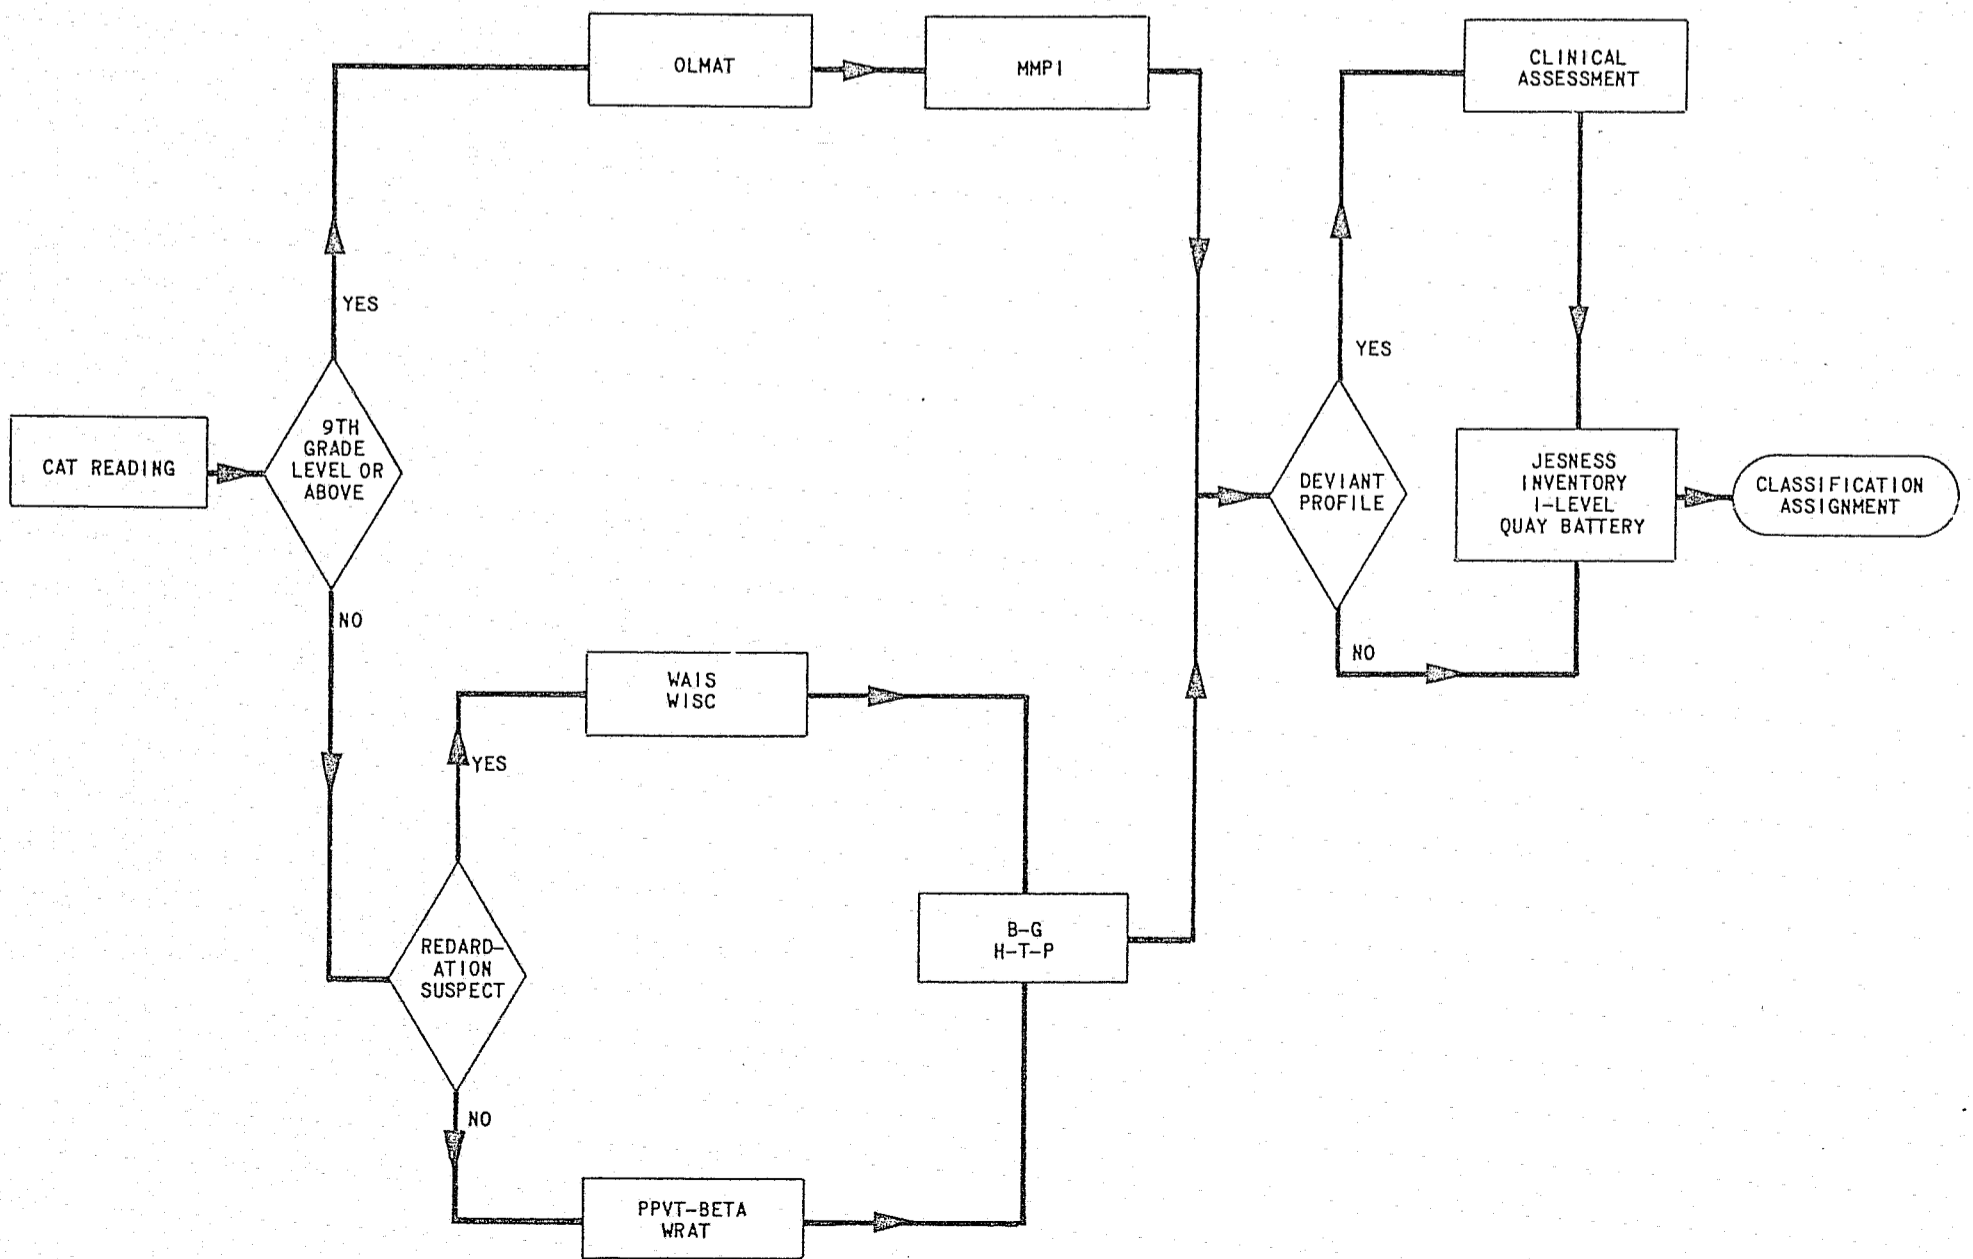 OLMAT
MMPI
CLINICAL
ASSESSMENT
YES
YES
CAT READING
9TH
GRADE
LEVEL OR
ABOVE
DEVIANT
PROFILE
JESNESS
INVENTORY
I-LEVEL
QUAY BATTERY
CLASSIFICATION
ASSIGNMENT
NO
NO
WAIS
WISC
YES
REDARD-
ATION
SUSPECT
B-G
H-T-P
NO
PPVT-BETA
WRAT